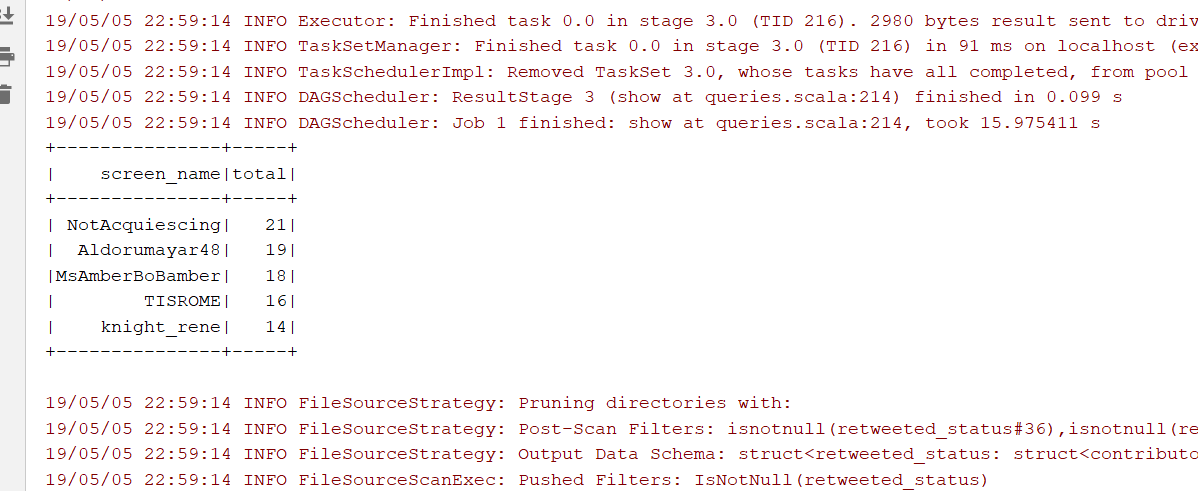 19/05/05 22:59:14 INFO Executor: Finished task 0.0 in stage 3.0 (TID 216). 2980 bytes result sent to driv
19/05/05 22:59:14 INFO TaskSetManager: Finished task 0.0 in stage 3.0 (TID 216) in 91 ms on localhost (ex
19/05/05 22:59:14 INFO TaskSchedulerImpl: Removed TaskSet 3.0, whose tasks have all completed, from pool
19/05/05 22:59:14 INFO DAGScheduler: ResultStage 3 (show at queries.scala:214) finished in 0.099 s
19/05/05 22:59:14 INFO DAGScheduler: Job 1 finished: show at queries.scala:214, took 15.975411 s
+---------------+-----+
|    screen_name|total|
+---------------+-----+
| NotAcquiescing|   21|
|  Aldorumayar48|   19|
|MsAmberBoBamber|   18|
|        TISROME|   16|
|    knight_rene|   14|
+---------------+-----+
19/05/05 22:59:14 INFO FileSourceStrategy: Pruning directories with:
19/05/05 22:59:14 INFO FileSourceStrategy: Post-Scan Filters: isnotnull(retweeted_status#36),isnotnull(re
19/05/05 22:59:14 INFO FileSourceStrategy: Output Data Schema: struct<retweeted_status: struct<contributo
19/05/05 22:59:14 INFO FileSourceScanExec: Pushed Filters: IsNotNull(retweeted_status)